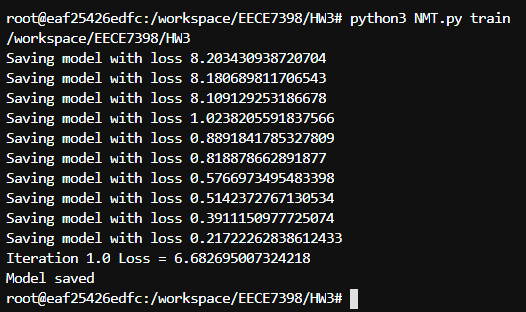 root@eaf25426edfc:/workspace/EECE7398/HW3# python3 NMT.py train
/workspace/EECE7398/HW3
Saving model with loss 8.203430938720704
Saving model with loss 8.180689811706543
Saving model with loss 8.109129253186678
Saving model with loss 1.0238205591837566
Saving model with loss 0.8891841785327809
Saving model with loss 0.818878662891877
Saving model with loss 0.5766973495483398
Saving model with loss 0.5142372767130534
Saving model with loss 0.3911150977725074
Saving model with loss 0.21722262838612433
Iteration 1.0 Loss = 6.682695007324218
Model saved
root@eaf25426edfc:/workspace/EECE7398/HW3#